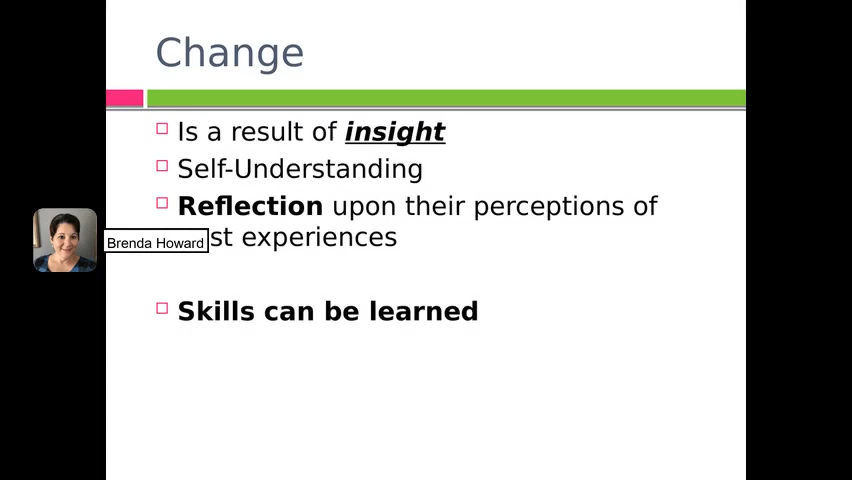 Change
Is a result of insight
Self-Understanding
Reflection upon their perceptions of
st experiences
Brenda Howard
Skills can be learned